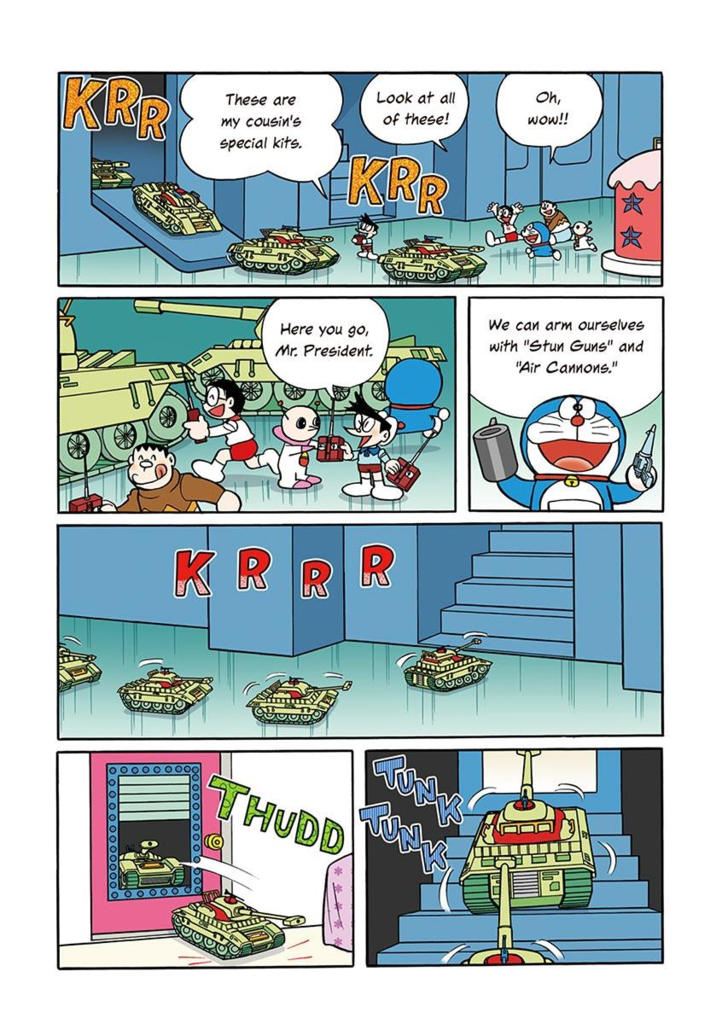 KRR
These are
my cousin's
special kits.
Look at all
of these!
Oh,
wow!!
KRR
Here you go,
Mr. President.
We can arm ourselves
with "Stun Guns" and
"Air Cannons."
KRRR
THUDD
TUNK
TUNK